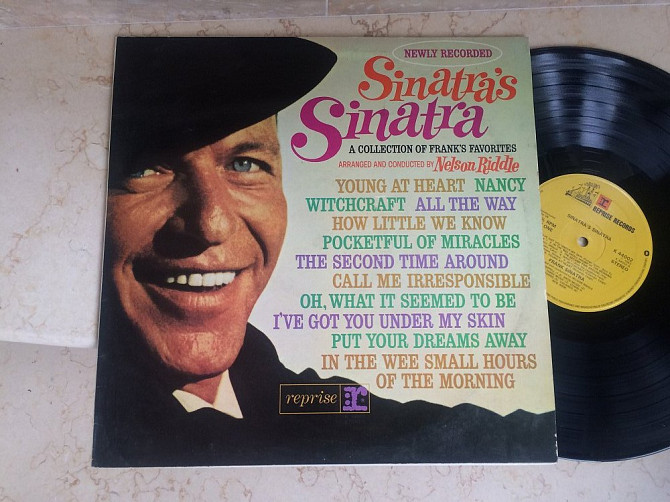 NEWLY RECORDED
Sinatra's
Sinatra
A COLLECTION OF FRANK'S FAVORITES
ARRANGED AND CONDUCTED BY Nelson Riddle
YOUNG AT HEART NANCY
WITCHCRAFT ALL THE WAY
HOW LITTLE WE KNOW
POCKETFUL OF MIRACLES
THE SECOND TIME AROUND
CALL ME IRRESPONSIBLE
OH, WHAT IT SEEMED TO BE
I'VE GOT YOU UNDER MY SKIN
PUT YOUR DREAMS AWAY
IN THE WEE SMALL HOURS
OF THE MORNING
reprise R
REPRISE RECORDS
SINATRA'S SINATRA
STEREO
FRANK SINATRA